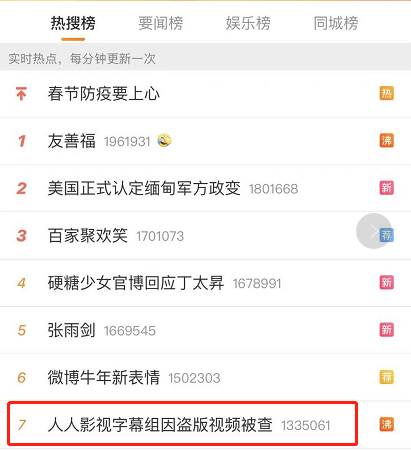 热搜榜 要闻榜 娱乐榜 同城榜
实时热点，每分钟更新一次
春节防疫要上心 热
1 友善福 1961931 沸
2 美国正式认定缅甸军方政变 1801668 新
3 百家聚欢笑 1701073 荐
4 硬糖少女官博回应丁太昇 1678991 新
5 张雨剑 1669545 新
6 微博牛年新表情 1502303 荐
7 人人影视字幕组因盗版视频被查 1335061 沸